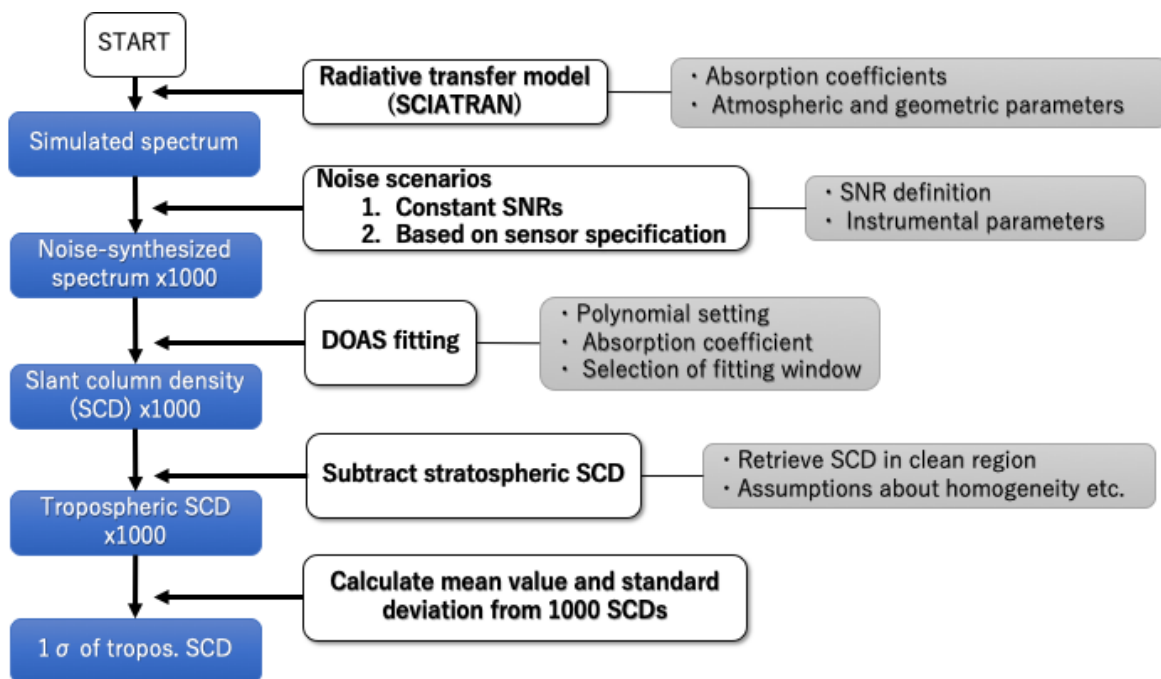 START
Radiative transfer model
(SCIATRAN)
・Absorption coefficients
・Atmospheric and geometric parameters
Simulated spectrum
Noise scenarios
1. Constant SNRs
2. Based on sensor specification
・SNR definition
・ Instrumental parameters
Noise-synthesized
spectrum x1000
DOAS fitting
・Polynomial setting
・ Absorption coefficient
・Selection of fitting window
Slant column density
(SCD) x1000
Subtract stratospheric SCD
・Retrieve SCD in clean region
・Assumptions about homogeneity etc.
Tropospheric SCD
x1000
Calculate mean value and standard
deviation from 1000 SCDs
1 σ of tropos. SCD